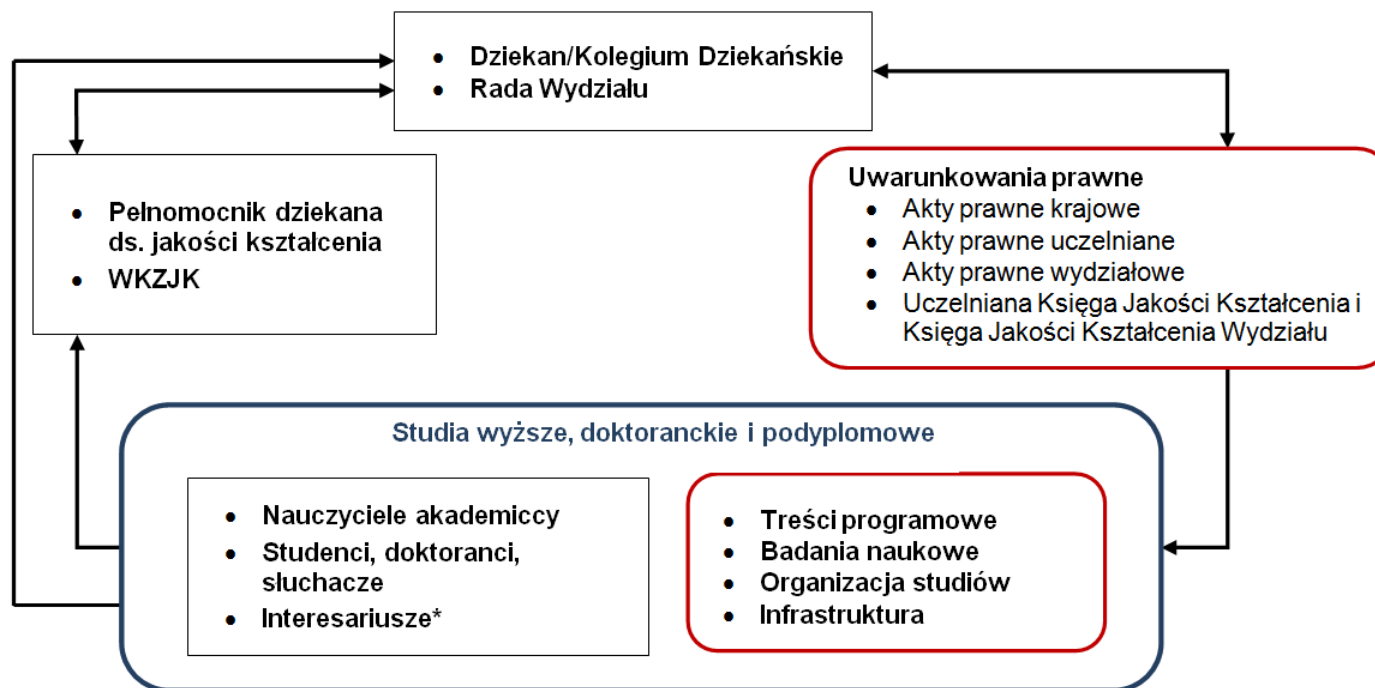 • Dziekan/Kolegium Dziekańskie
• Rada Wydziału
• Pełnomocnik dziekana
ds. jakości kształcenia
• WKZJK
Uwarunkowania prawne
• Akty prawne krajowe
• Akty prawne uczelniane
• Akty prawne wydziałowe
• Uczelniana Księga Jakości Kształcenia i
Księga Jakości Kształcenia Wydziału
Studia wyższe, doktoranckie i podyplomowe
• Nauczyciele akademiccy
• Studenci, doktoranci,
słuchacze
• Interesariusze*
• Treści programowe
• Badania naukowe
• Organizacja studiów
• Infrastruktura